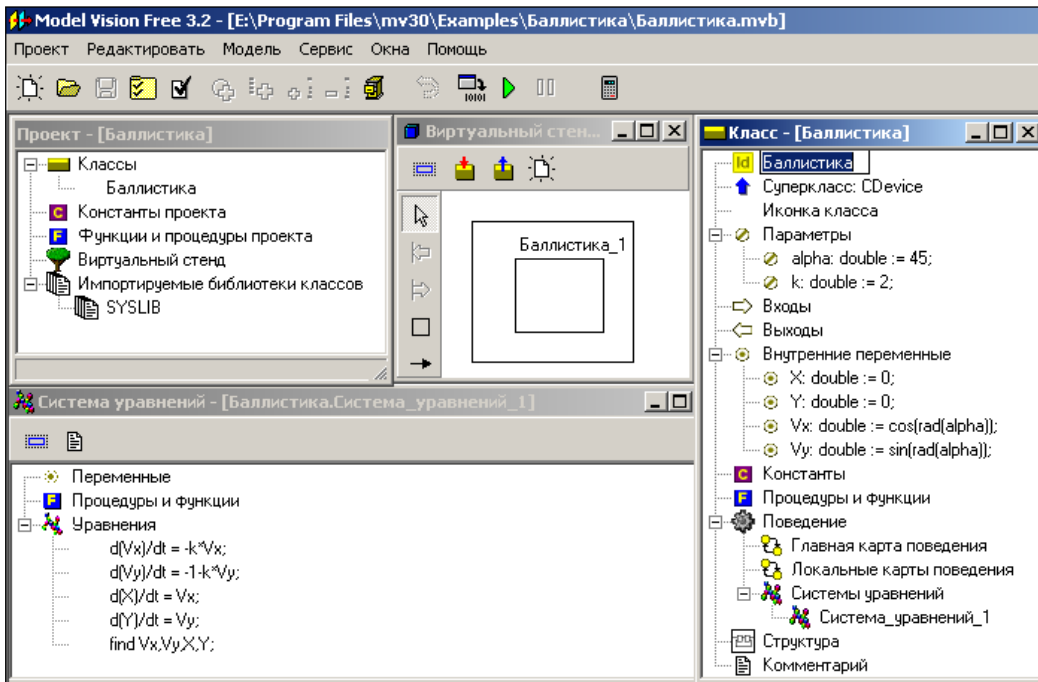 Model Vision Free 3.2 - [E:\Program Files\mv30\Examples\Баллистика\Баллистика.mvb]
Проект Редактировать Модель Сервис Окна Помощь
10101
Проект - [Баллистика]
Классы
Баллистика
Константы проекта
Функции и процедуры проекта
Виртуальный стенд
Импортируемые библиотеки классов
SYSLIB
Виртуальный стен...
Баллистика_1
Класс - [Баллистика]
Id Баллистика
Суперкласс: CDevice
Иконка класса
Параметры
alpha: double := 45;
k: double := 2;
Входы
Выходы
Внутренние переменные
X: double := 0;
Y: double := 0;
Vx: double := cos(rad(alpha));
Vy: double := sin(rad(alpha));
Константы
Процедуры и функции
Поведение
Главная карта поведения
Локальные карты поведения
Системы уравнений
Система_уравнений_1
Структура
Комментарий
Система уравнений - [Баллистика.Система_уравнений_1]
Переменные
Процедуры и функции
Уравнения
d(Vx)/dt = -k*Vx;
d(Vy)/dt = -1-k*Vy;
d(X)/dt = Vx;
d(Y)/dt = Vy;
find Vx,Vy,X,Y;